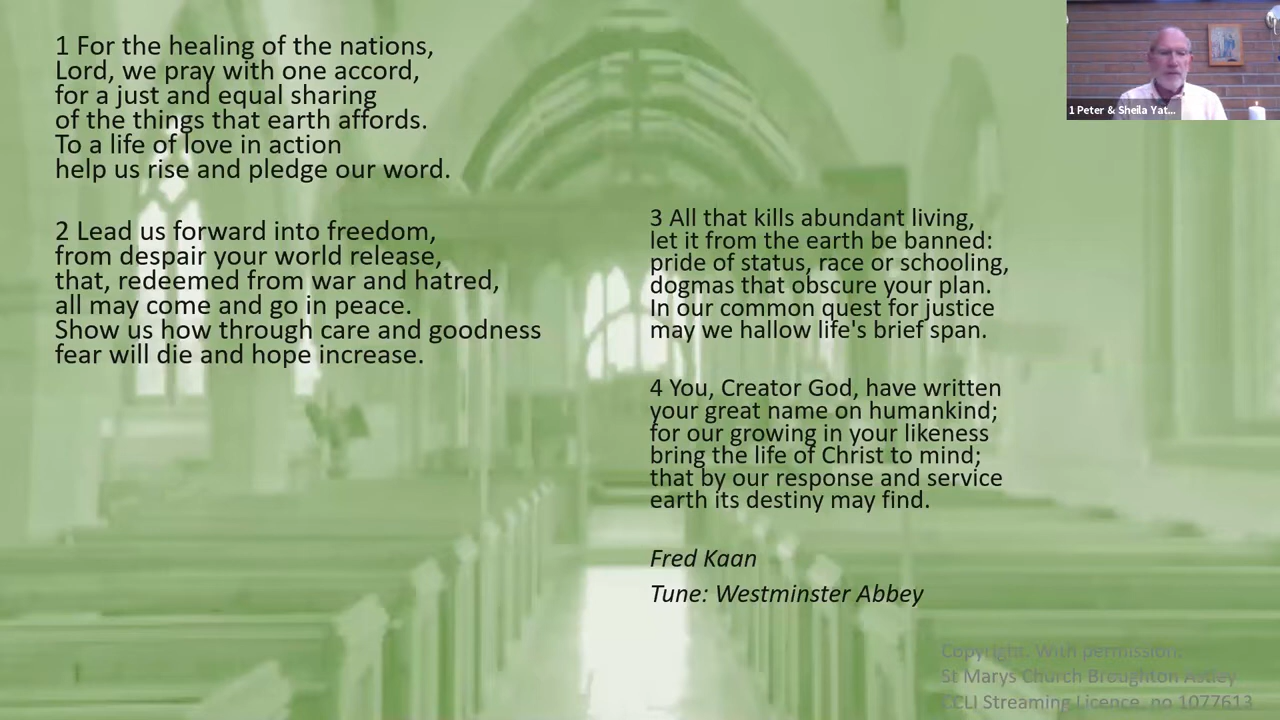 1 For the healing of the nations,
Lord, we pray with one accord,
for a just and equal sharing
of the things that earth affords.
To a life of love in action
help us rise and pledge our word.
2 Lead us forward into freedom,
from despair your world release,
that, redeemed from war and hatred,
all may come and go in peace.
Show us how through care and goodness
fear will die and hope increase.
3 All that kills abundant living,
let it from the earth be banned:
pride of status, race or schooling,
dogmas that obscure your plan.
In our common quest for justice
may we hallow life's brief span.
4 You, Creator God, have written
your great name on humankind;
for our growing in your likeness
bring the life of Christ to mind;
that by our response and service
earth its destiny may find.
Fred Kaan
Tune: Westminster Abbey
Copyright. With permission.
St Marys Church Broughton Astley
CCLI Streaming Licence. no 1077613
1 Peter & Sheila Yat...